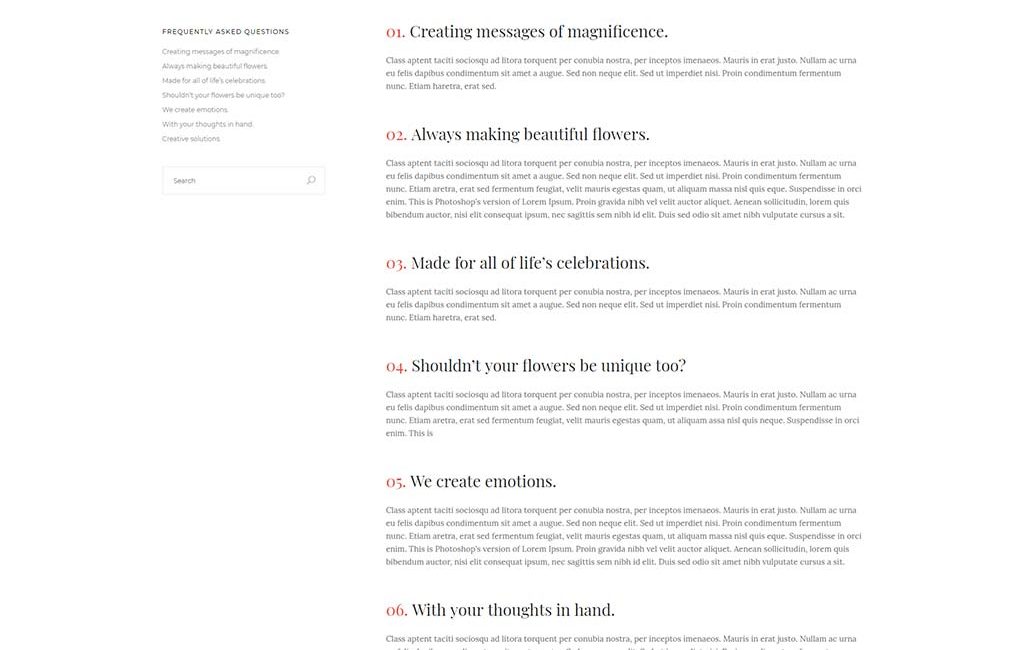 FREQUENTLY ASKED QUESTIONS
Creating messages of magnificence
Always making beautiful flowers.
Made for all of life's celebrations.
Shouldn't your flowers be unique too?
We create emotions.
With your thoughts in hand.
Creative solutions.
Search
01. Creating messages of magnificence.
Class aptent taciti sociosqu ad litora torquent per conubia nostra, per inceptos imenaeos. Mauris in erat justo. Nullam ac urna
eu felis dapibus condimentum sit amet a augue. Sed non neque elit. Sed ut imperdiet nisi. Proin condimentum fermentum
nunc. Etiam haretra, erat sed.
02. Always making beautiful flowers.
Class aptent taciti sociosqu ad litora torquent per conubia nostra, per inceptos imenaeos. Mauris in erat justo. Nullam ac urna
eu felis dapibus condimentum sit amet a augue. Sed non neque elit. Sed ut imperdiet nisi. Proin condimentum fermentum
nunc. Etiam aretra, erat sed fermentum feugiat, velit mauris egestas quam, ut aliquam massa nisl quis eque. Suspendisse in orci
enim. This is Photoshop's version of Lorem Ipsum. Proin gravida nibh vel velit auctor aliquet. Aenean sollicitudin, lorem quis
bibendum auctor, nisi elit consequat ipsum, nec sagittis sem nibh id elit. Duis sed odio sit amet nibh vulputate cursus a sit.
03. Made for all of life's celebrations.
Class aptent taciti sociosqu ad litora torquent per conubia nostra, per inceptos imenaeos. Mauris in erat justo. Nullam ac urna
eu felis dapibus condimentum sit amet a augue. Sed non neque elit. Sed ut imperdiet nisi. Proin condimentum fermentum
nunc. Etiam haretra, erat sed.
04. Shouldn't your flowers be unique too?
Class aptent taciti sociosqu ad litora torquent per conubia nostra, per inceptos imenaeos. Mauris in erat justo. Nullam ac urna
eu felis dapibus condimentum sit amet a augue. Sed non neque elit. Sed ut imperdiet nisi. Proin condimentum fermentum
nunc. Etiam aretra, erat sed fermentum feugiat, velit mauris egestas quam, ut aliquam assa nisl quis neque. Suspendisse in orci
enim. This is
05. We create emotions.
Class aptent taciti sociosqu ad litora torquent per conubia nostra, per inceptos imenaeos. Mauris in erat justo. Nullam ac urna
eu felis dapibus condimentum sit amet a augue. Sed non neque elit. Sed ut imperdiet nisi. Proin condimentum fermentum
nunc. Etiam aretra, erat sed fermentum feugiat, velit mauris egestas quam, ut aliquam massa nisl quis eque. Suspendisse in orci
enim. This is Photoshop's version of Lorem Ipsum. Proin gravida nibh vel velit auctor aliquet. Aenean sollicitudin, lorem quis
bibendum auctor, nisi elit consequat ipsum, nec sagittis sem nibh id elit. Duis sed odio sit amet nibh vulputate cursus a sit.
06. With your thoughts in hand.
Class aptent taciti sociosqu ad litora torquent per conubia nostra, per inceptos imenaeos. Mauris in erat justo. Nullam ac urna